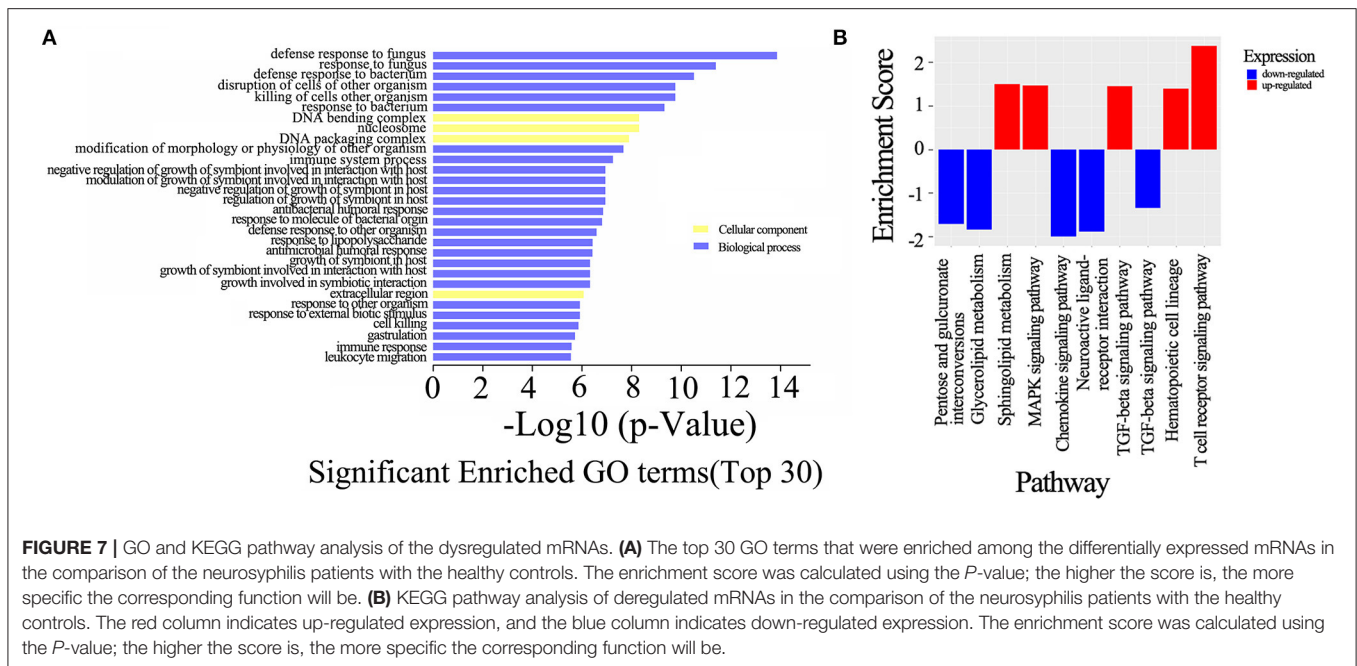 A
defense response to fungus
response to fungus
defense response to bacterium
disruption of cells of other organism
killing of cells other organism
response to bacterium
DNA bending complex
nucleosome
DNA packaging complex
modification of morphology or physiology of other organism
immune system process
negative regulation of growth of symbiont involved in interaction with host
modulation of growth of symbiont involved in interaction with host
negative regulation of growth of symbiont in host
regulation of growth of symbiont in host
antibacterial humoral response
response to molecule of bacterial orgin
defense response to other organism
response to lipopolysaccharide
antimicrobial humoral response
growth of symbiont in host
growth of symbiont involved in interaction with host
growth involved in symbiotic interaction
extracellular region
response to other organism
response to external biotic stimulus
cell killing
gastrulation
immune response
leukocyte migration
Cellular component
Biological process
0 2 4 6 8 10 12 14
-Log10 (p-Value)
Significant Enriched GO terms(Top 30)
B
Enrichment Score
2
1
0
-1
-2
Expression
down-regulated
up-regulated
Pentose and gulcuronate
interconversions
Glycerolipid metabolism
Sphingolipid metabolism
MAPK signaling pathway
Chemokine signaling pathway
Neuroactive ligand-
receptor interaction
TGF-beta signaling pathway
TGF-beta signaling pathway
Hematopoietic cell lineage
T cell receptor signaling pathway
Pathway
FIGURE 7 | GO and KEGG pathway analysis of the dysregulated mRNAs. (A) The top 30 GO terms that were enriched among the differentially expressed mRNAs in
the comparison of the neurosyphilis patients with the healthy controls. The enrichment score was calculated using the P-value; the higher the score is, the more
specific the corresponding function will be. (B) KEGG pathway analysis of deregulated mRNAs in the comparison of the neurosyphilis patients with the healthy
controls. The red column indicates up-regulated expression, and the blue column indicates down-regulated expression. The enrichment score was calculated using
the P-value; the higher the score is, the more specific the corresponding function will be.